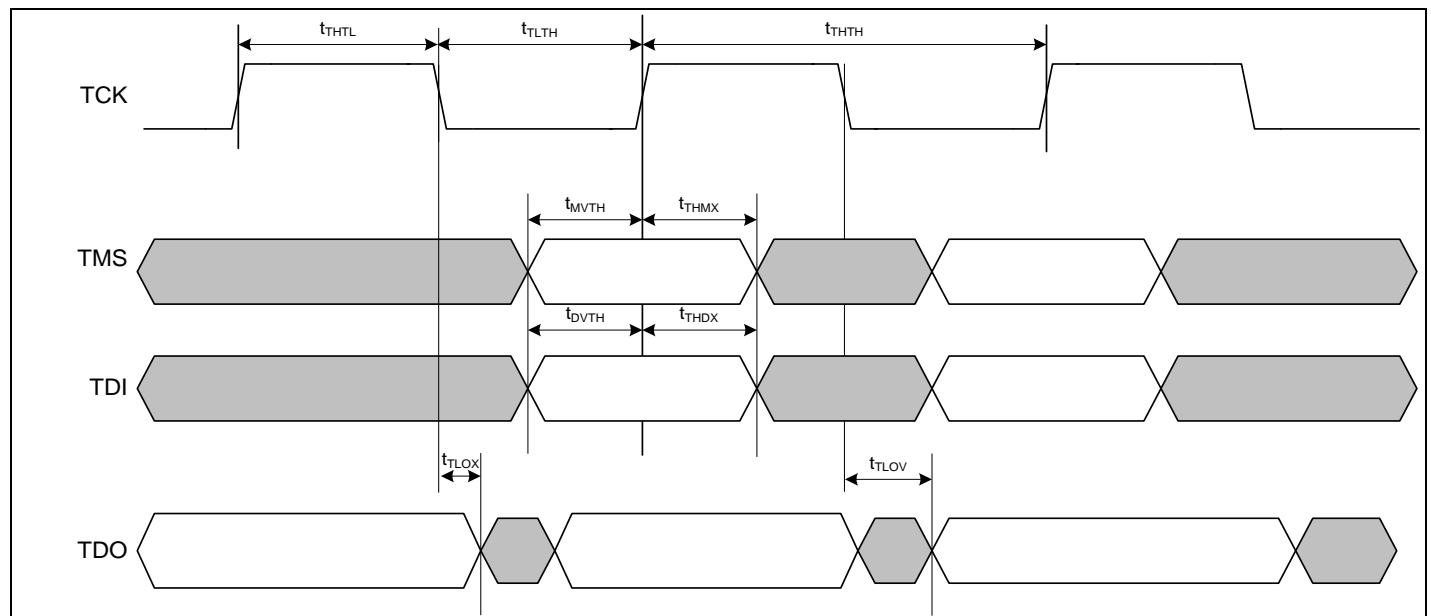 tTHTL tTLTH tTHTH
TCK
tMVTH tTHMX
TMS
tDVTH tTHDX
TDI
tTLOX tTLOV
TDO